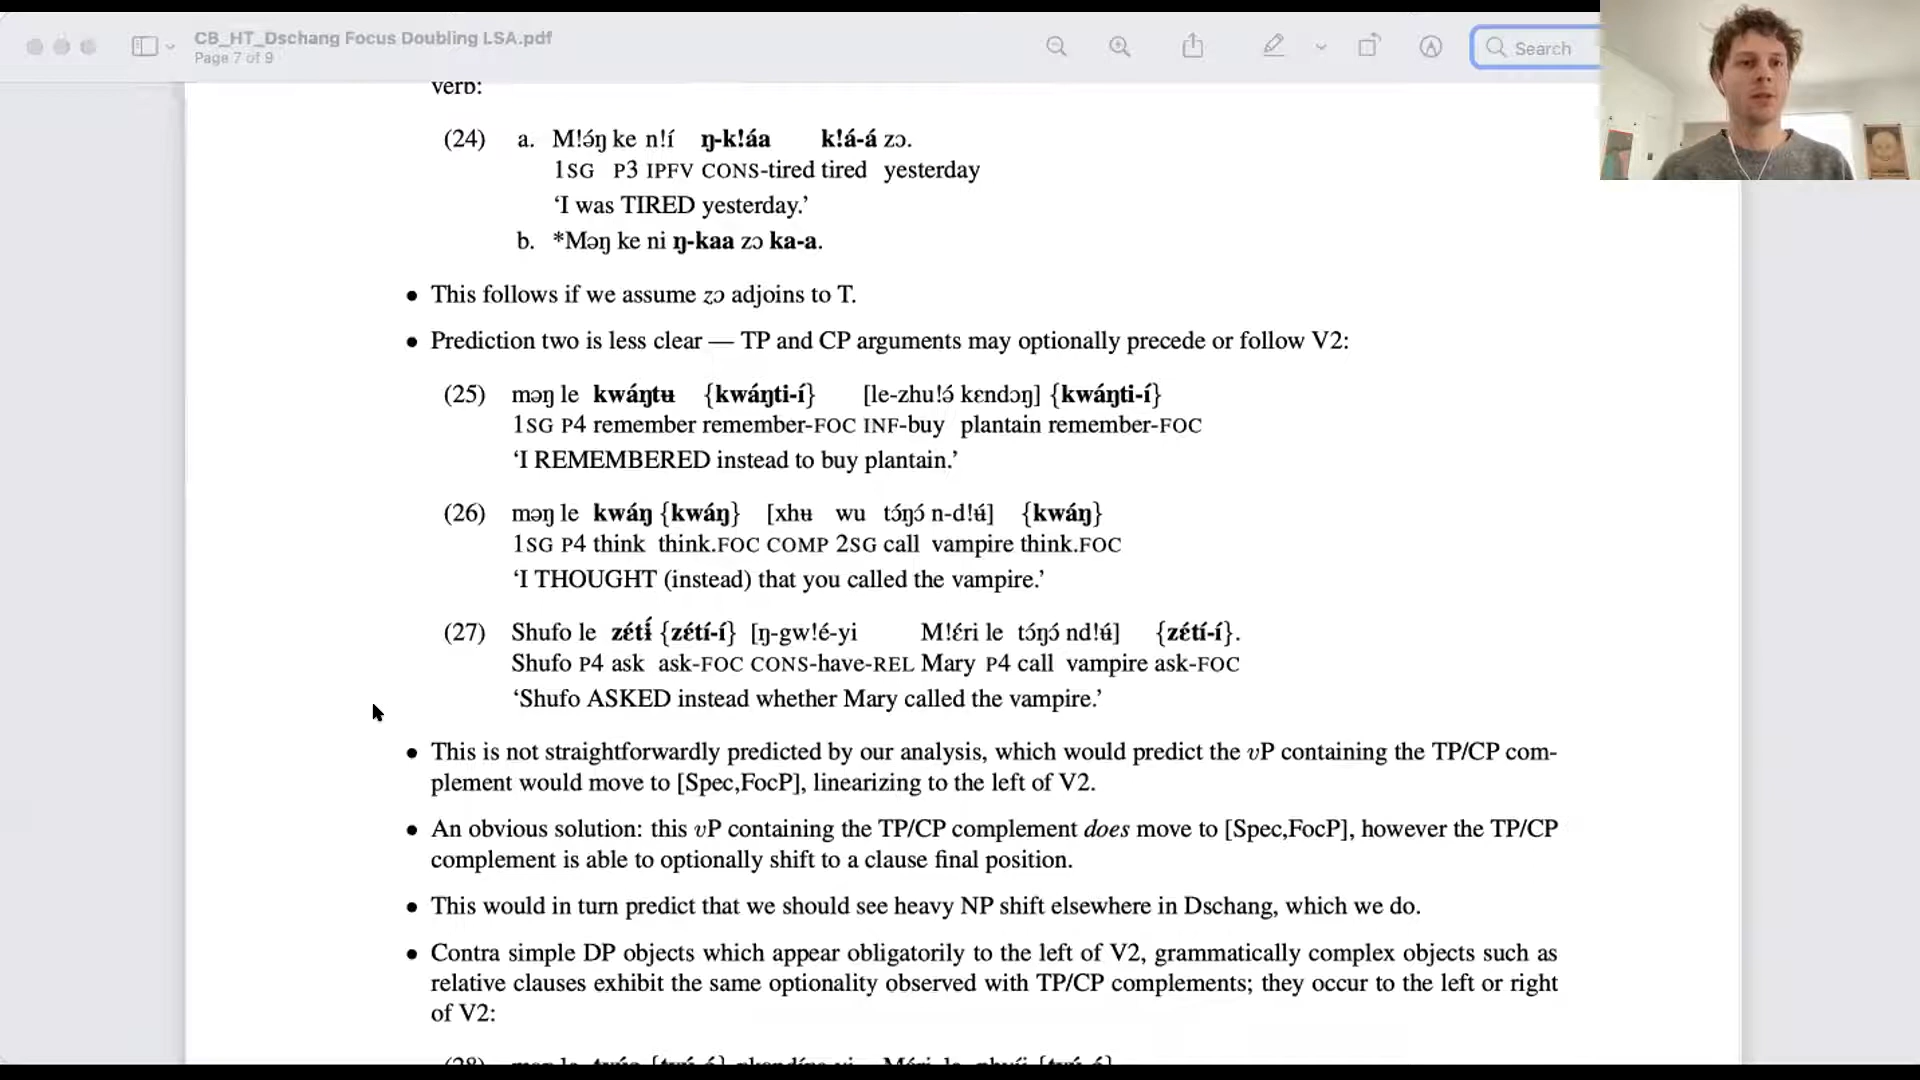 CB_HT_Dschang Focus Doubling LSA.pdf
Page 7 of 9
Search
verb:
(24) a. M!ə́ŋ ke n!í ŋ-k!áa k!á-á zɔ.
1SG P3 IPFV CONS-tired tired yesterday
‘I was TIRED yesterday.’
b. *Məŋ ke ni ŋ-kaa zɔ ka-a.
• This follows if we assume zɔ adjoins to T.
• Prediction two is less clear — TP and CP arguments may optionally precede or follow V2:
(25) məŋ le kwáŋtʉ {kwáŋti-í} [le-zhu!ə́ kɛndɔŋ] {kwáŋti-í}
1SG P4 remember remember-FOC INF-buy plantain remember-FOC
‘I REMEMBERED instead to buy plantain.’
(26) məŋ le kwáŋ {kwáŋ} [xhʉ wu tɔ́ŋɔ́ n-d!ʉ́] {kwáŋ}
1SG P4 think think.FOC COMP 2SG call vampire think.FOC
‘I THOUGHT (instead) that you called the vampire.’
(27) Shufo le zétɨ́ {zétí-í} [ŋ-gw!é-yi M!ɛ́ri le tɔ́ŋɔ́ nd!ʉ́] {zétí-í}.
Shufo P4 ask ask-FOC CONS-have-REL Mary P4 call vampire ask-FOC
‘Shufo ASKED instead whether Mary called the vampire.’
• This is not straightforwardly predicted by our analysis, which would predict the vP containing the TP/CP com-
plement would move to [Spec,FocP], linearizing to the left of V2.
• An obvious solution: this vP containing the TP/CP complement does move to [Spec,FocP], however the TP/CP
complement is able to optionally shift to a clause final position.
• This would in turn predict that we should see heavy NP shift elsewhere in Dschang, which we do.
• Contra simple DP objects which appear obligatorily to the left of V2, grammatically complex objects such as
relative clauses exhibit the same optionality observed with TP/CP complements; they occur to the left or right
of V2:
(28)